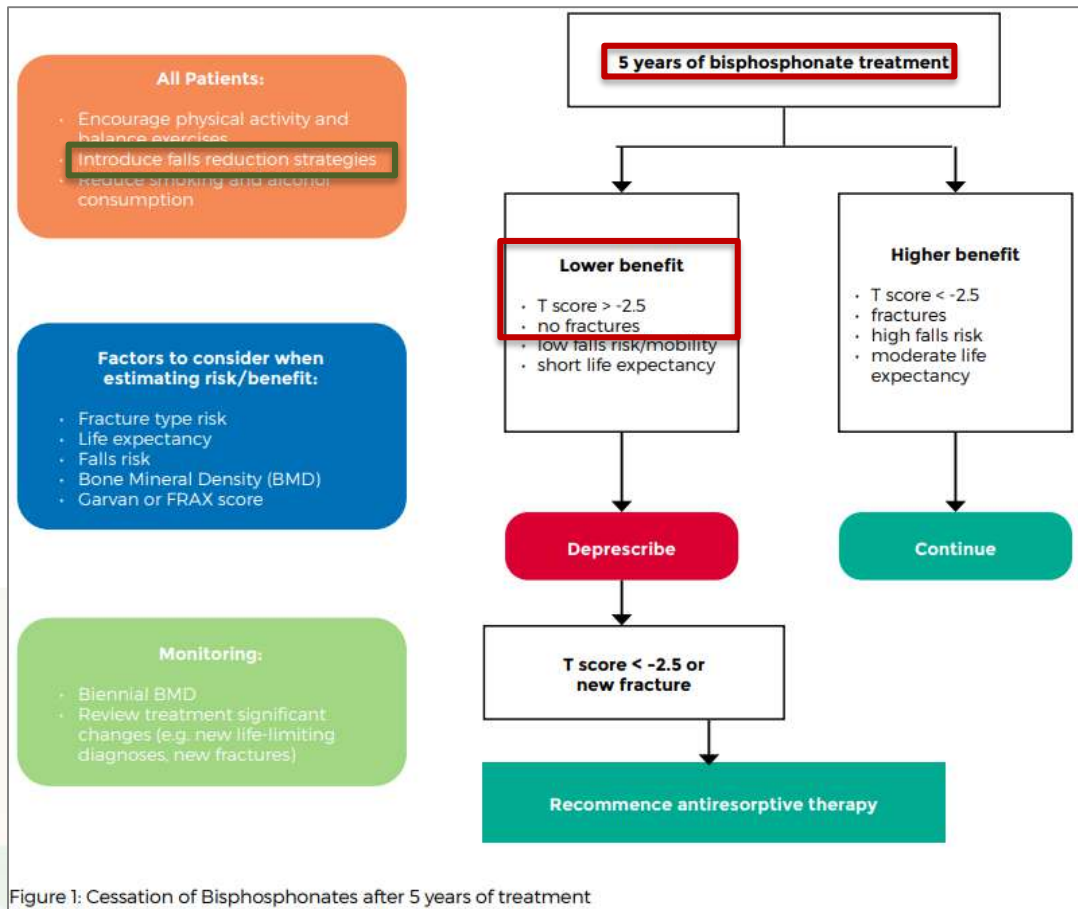 All Patients:
• Encourage physical activity and
balance exercises
• Introduce falls reduction strategies
• Reduce smoking and alcohol
consumption
Factors to consider when
estimating risk/benefit:
• Fracture type risk
• Life expectancy
• Falls risk
• Bone Mineral Density (BMD)
• Garvan or FRAX score
Monitoring:
• Biennial BMD
• Review treatment significant
changes (e.g. new life-limiting
diagnoses, new fractures)
5 years of bisphosphonate treatment
Lower benefit
• T score > -2.5
• no fractures
• low falls risk/mobility
• short life expectancy
Higher benefit
• T score < -2.5
• fractures
• high falls risk
• moderate life
expectancy
Deprescribe
Continue
T score < -2.5 or
new fracture
Recommence antiresorptive therapy
Figure 1: Cessation of Bisphosphonates after 5 years of treatment